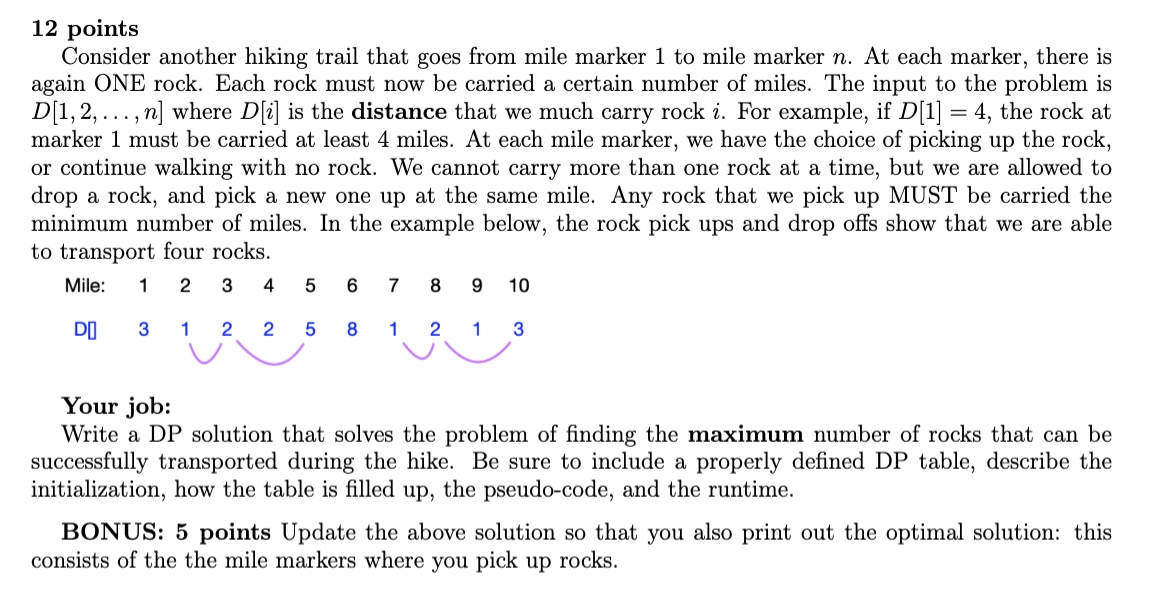 12 points
Consider another hiking trail that goes from mile marker 1 to mile marker n. At each marker, there is
again ONE rock. Each rock must now be carried a certain number of miles. The input to the problem is
D[1, 2, . . . , n] where D[i] is the distance that we much carry rock i. For example, if D[1] = 4, the rock at
marker 1 must be carried at least 4 miles. At each mile marker, we have the choice of picking up the rock,
or continue walking with no rock. We cannot carry more than one rock at a time, but we are allowed to
drop a rock, and pick a new one up at the same mile. Any rock that we pick up MUST be carried the
minimum number of miles. In the example below, the rock pick ups and drop offs show that we are able
to transport four rocks.
Mile: 1 2 3 4 5 6 7 8 9 10
D[] 3 1 2 2 5 8 1 2 1 3
Your job:
Write a DP solution that solves the problem of finding the maximum number of rocks that can be
successfully transported during the hike. Be sure to include a properly defined DP table, describe the
initialization, how the table is filled up, the pseudo-code, and the runtime.
BONUS: 5 points Update the above solution so that you also print out the optimal solution: this
consists of the the mile markers where you pick up rocks.